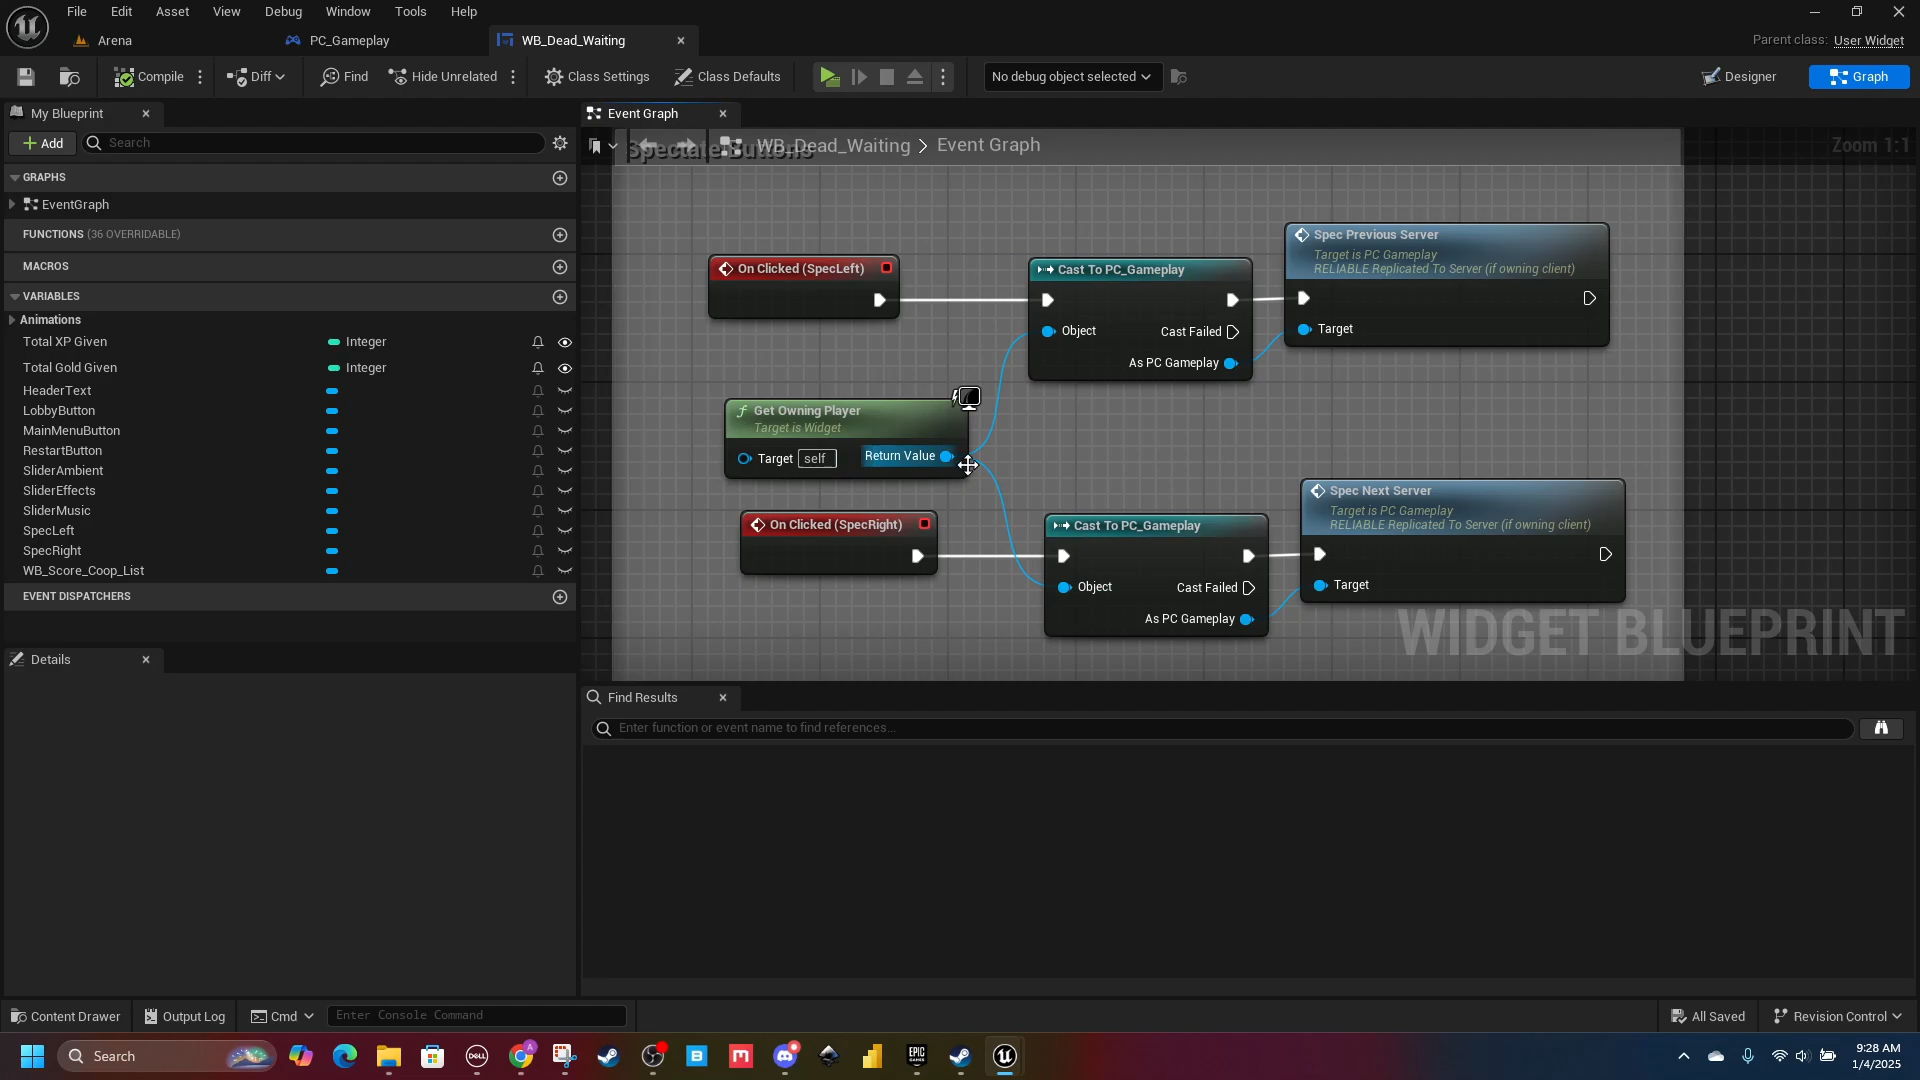 File Edit Asset View Debug Window Tools Help
Arena
PC_Gameplay
WB_Dead_Waiting
Parent class: User Widget
Compile
Diff
Find
Hide Unrelated
Class Settings
Class Defaults
No debug object selected
Designer
Graph
My Blueprint
Event Graph
Add
Search
Spectate Buttons
WB_Dead_Waiting > Event Graph
Zoom 1:1
GRAPHS
EventGraph
FUNCTIONS (36 OVERRIDABLE)
MACROS
VARIABLES
Animations
Total XP Given Integer
Total Gold Given Integer
HeaderText
LobbyButton
MainMenuButton
RestartButton
SliderAmbient
SliderEffects
SliderMusic
SpecLeft
SpecRight
WB_Score_Coop_List
EVENT DISPATCHERS
Details
On Clicked (SpecLeft)
Cast To PC_Gameplay
Object
Cast Failed
As PC Gameplay
Spec Previous Server
Target is PC Gameplay
RELIABLE Replicated To Server (if owning client)
Target
Get Owning Player
Target is Widget
Target self Return Value
On Clicked (SpecRight)
Cast To PC_Gameplay
Object
Cast Failed
As PC Gameplay
Spec Next Server
Target is PC Gameplay
RELIABLE Replicated To Server (if owning client)
Target
WIDGET BLUEPRINT
Find Results
Enter function or event name to find references...
Content Drawer
Output Log
Cmd
Enter Console Command
All Saved
Revision Control
Search
DELL
A
B
M
EPIC
GAMES
9:28 AM
1/4/2025